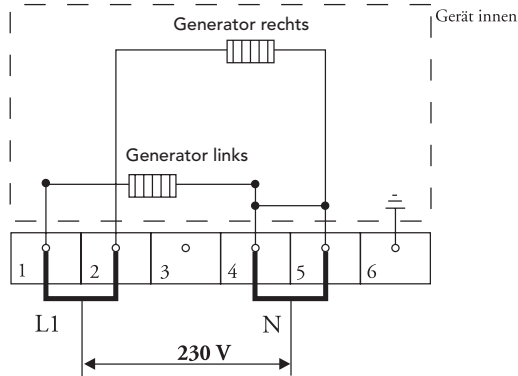 Gerät innen
Generator rechts
Generator links
1 2 3 4 5 6
L1 N
230 V